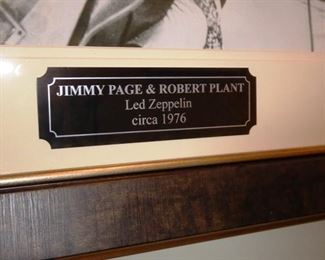 JIMMY PAGE & ROBERT PLANT
Led Zeppelin
circa 1976